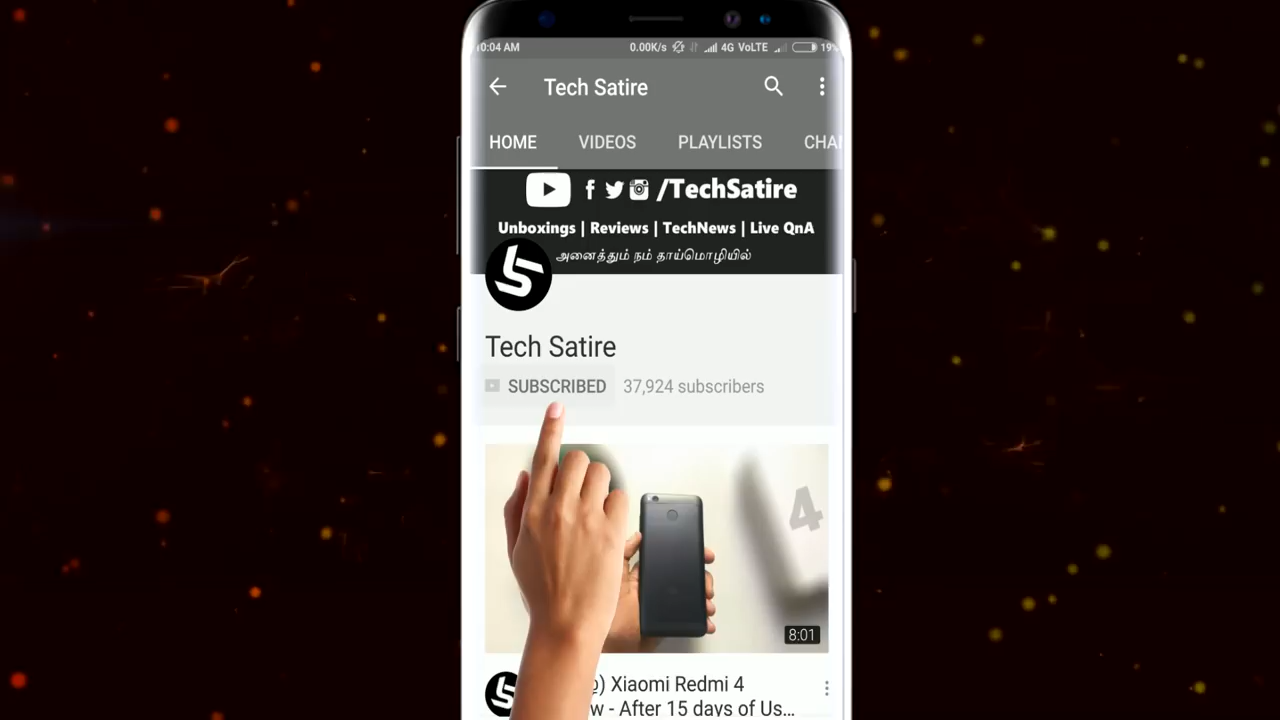 0:04 AM 0.00K/s 4G VoLTE 19%
Tech Satire
HOME VIDEOS PLAYLISTS CHA
/TechSatire
Unboxings | Reviews | TechNews | Live QnA
அனைத்தும் நம் தாய்மொழியில்
Tech Satire
SUBSCRIBED 37,924 subscribers
4
8:01
) Xiaomi Redmi 4
w - After 15 days of Us...